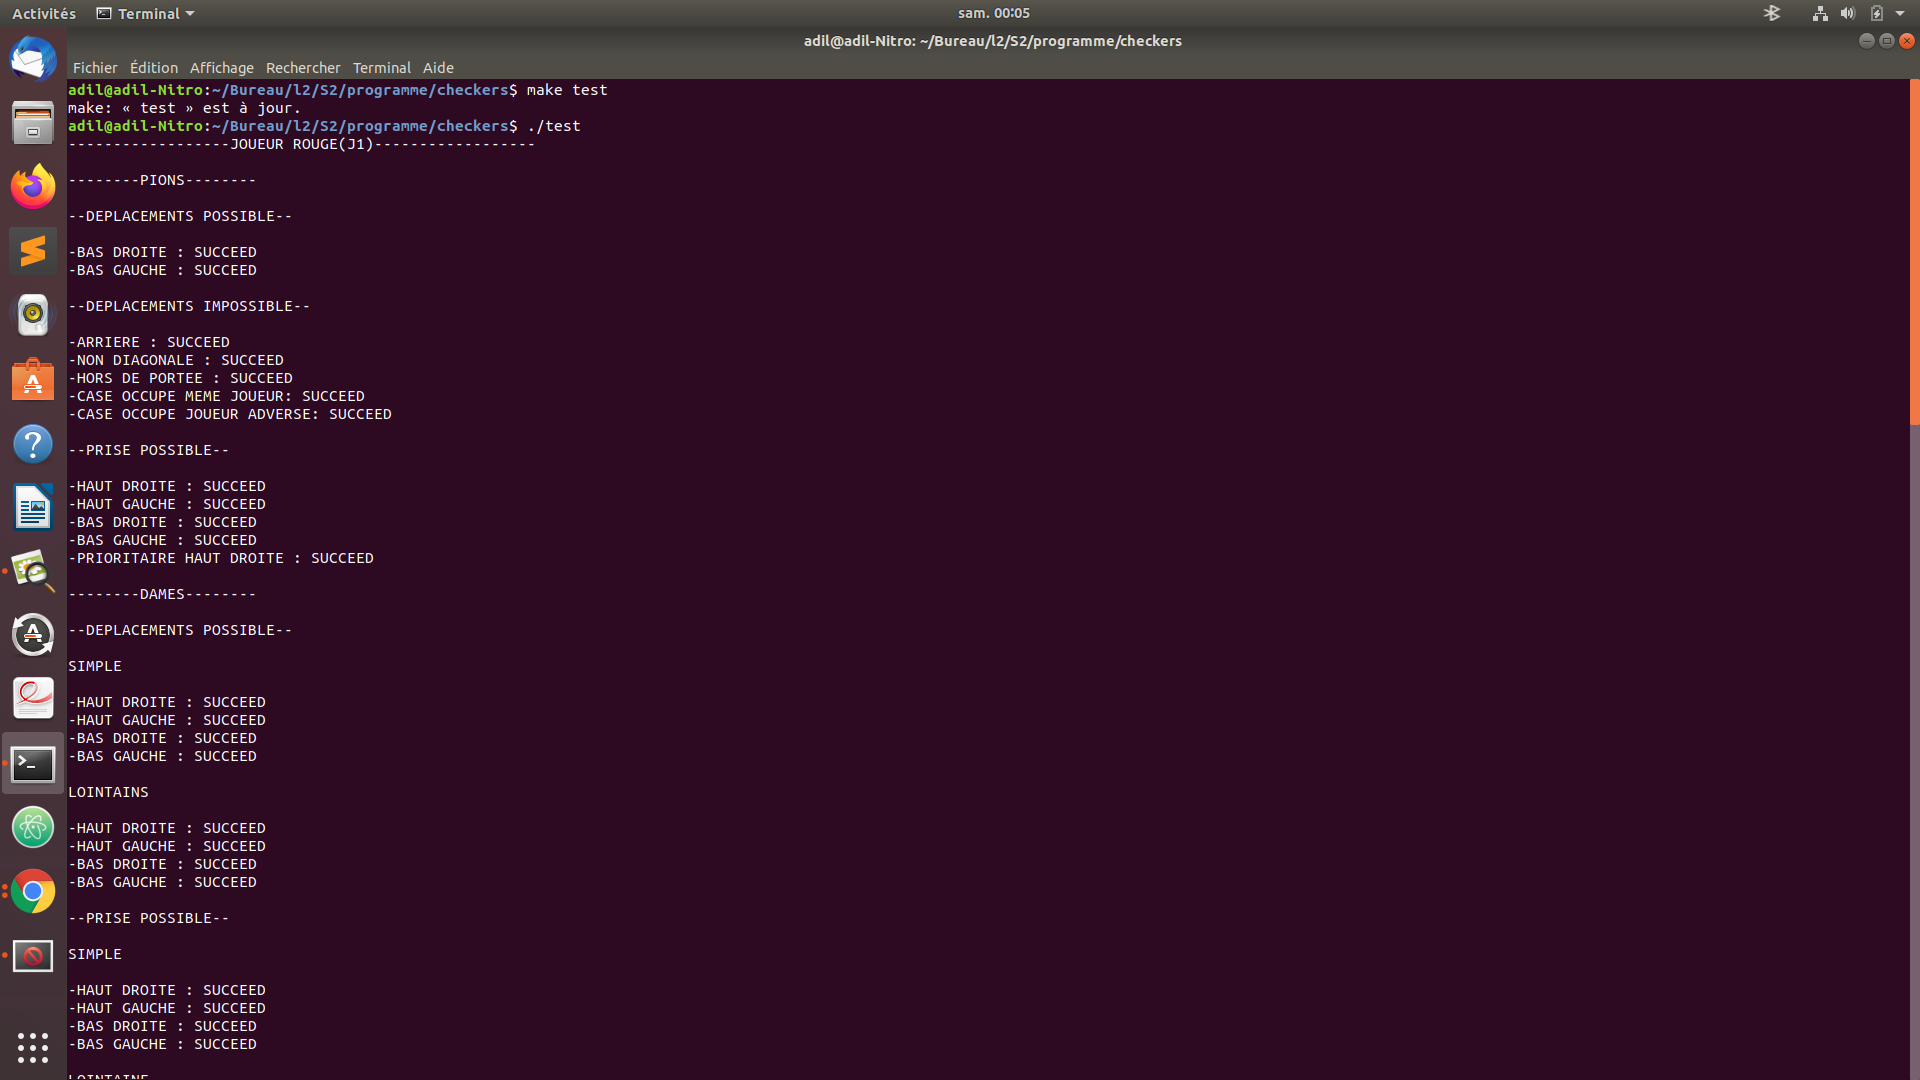 Activités Terminal sam. 00:05
adil@adil-Nitro: ~/Bureau/l2/S2/programme/checkers
Fichier Édition Affichage Rechercher Terminal Aide
adil@adil-Nitro:~/Bureau/l2/S2/programme/checkers$ make test
make: « test » est à jour.
adil@adil-Nitro:~/Bureau/l2/S2/programme/checkers$ ./test
------------------JOUEUR ROUGE(J1)------------------
--------PIONS--------
--DEPLACEMENTS POSSIBLE--
-BAS DROITE : SUCCEED
-BAS GAUCHE : SUCCEED
--DEPLACEMENTS IMPOSSIBLE--
-ARRIERE : SUCCEED
-NON DIAGONALE : SUCCEED
-HORS DE PORTEE : SUCCEED
-CASE OCCUPE MEME JOUEUR: SUCCEED
-CASE OCCUPE JOUEUR ADVERSE: SUCCEED
--PRISE POSSIBLE--
-HAUT DROITE : SUCCEED
-HAUT GAUCHE : SUCCEED
-BAS DROITE : SUCCEED
-BAS GAUCHE : SUCCEED
-PRIORITAIRE HAUT DROITE : SUCCEED
--------DAMES--------
--DEPLACEMENTS POSSIBLE--
SIMPLE
-HAUT DROITE : SUCCEED
-HAUT GAUCHE : SUCCEED
-BAS DROITE : SUCCEED
-BAS GAUCHE : SUCCEED
LOINTAINS
-HAUT DROITE : SUCCEED
-HAUT GAUCHE : SUCCEED
-BAS DROITE : SUCCEED
-BAS GAUCHE : SUCCEED
--PRISE POSSIBLE--
SIMPLE
-HAUT DROITE : SUCCEED
-HAUT GAUCHE : SUCCEED
-BAS DROITE : SUCCEED
-BAS GAUCHE : SUCCEED
LOINTAINE